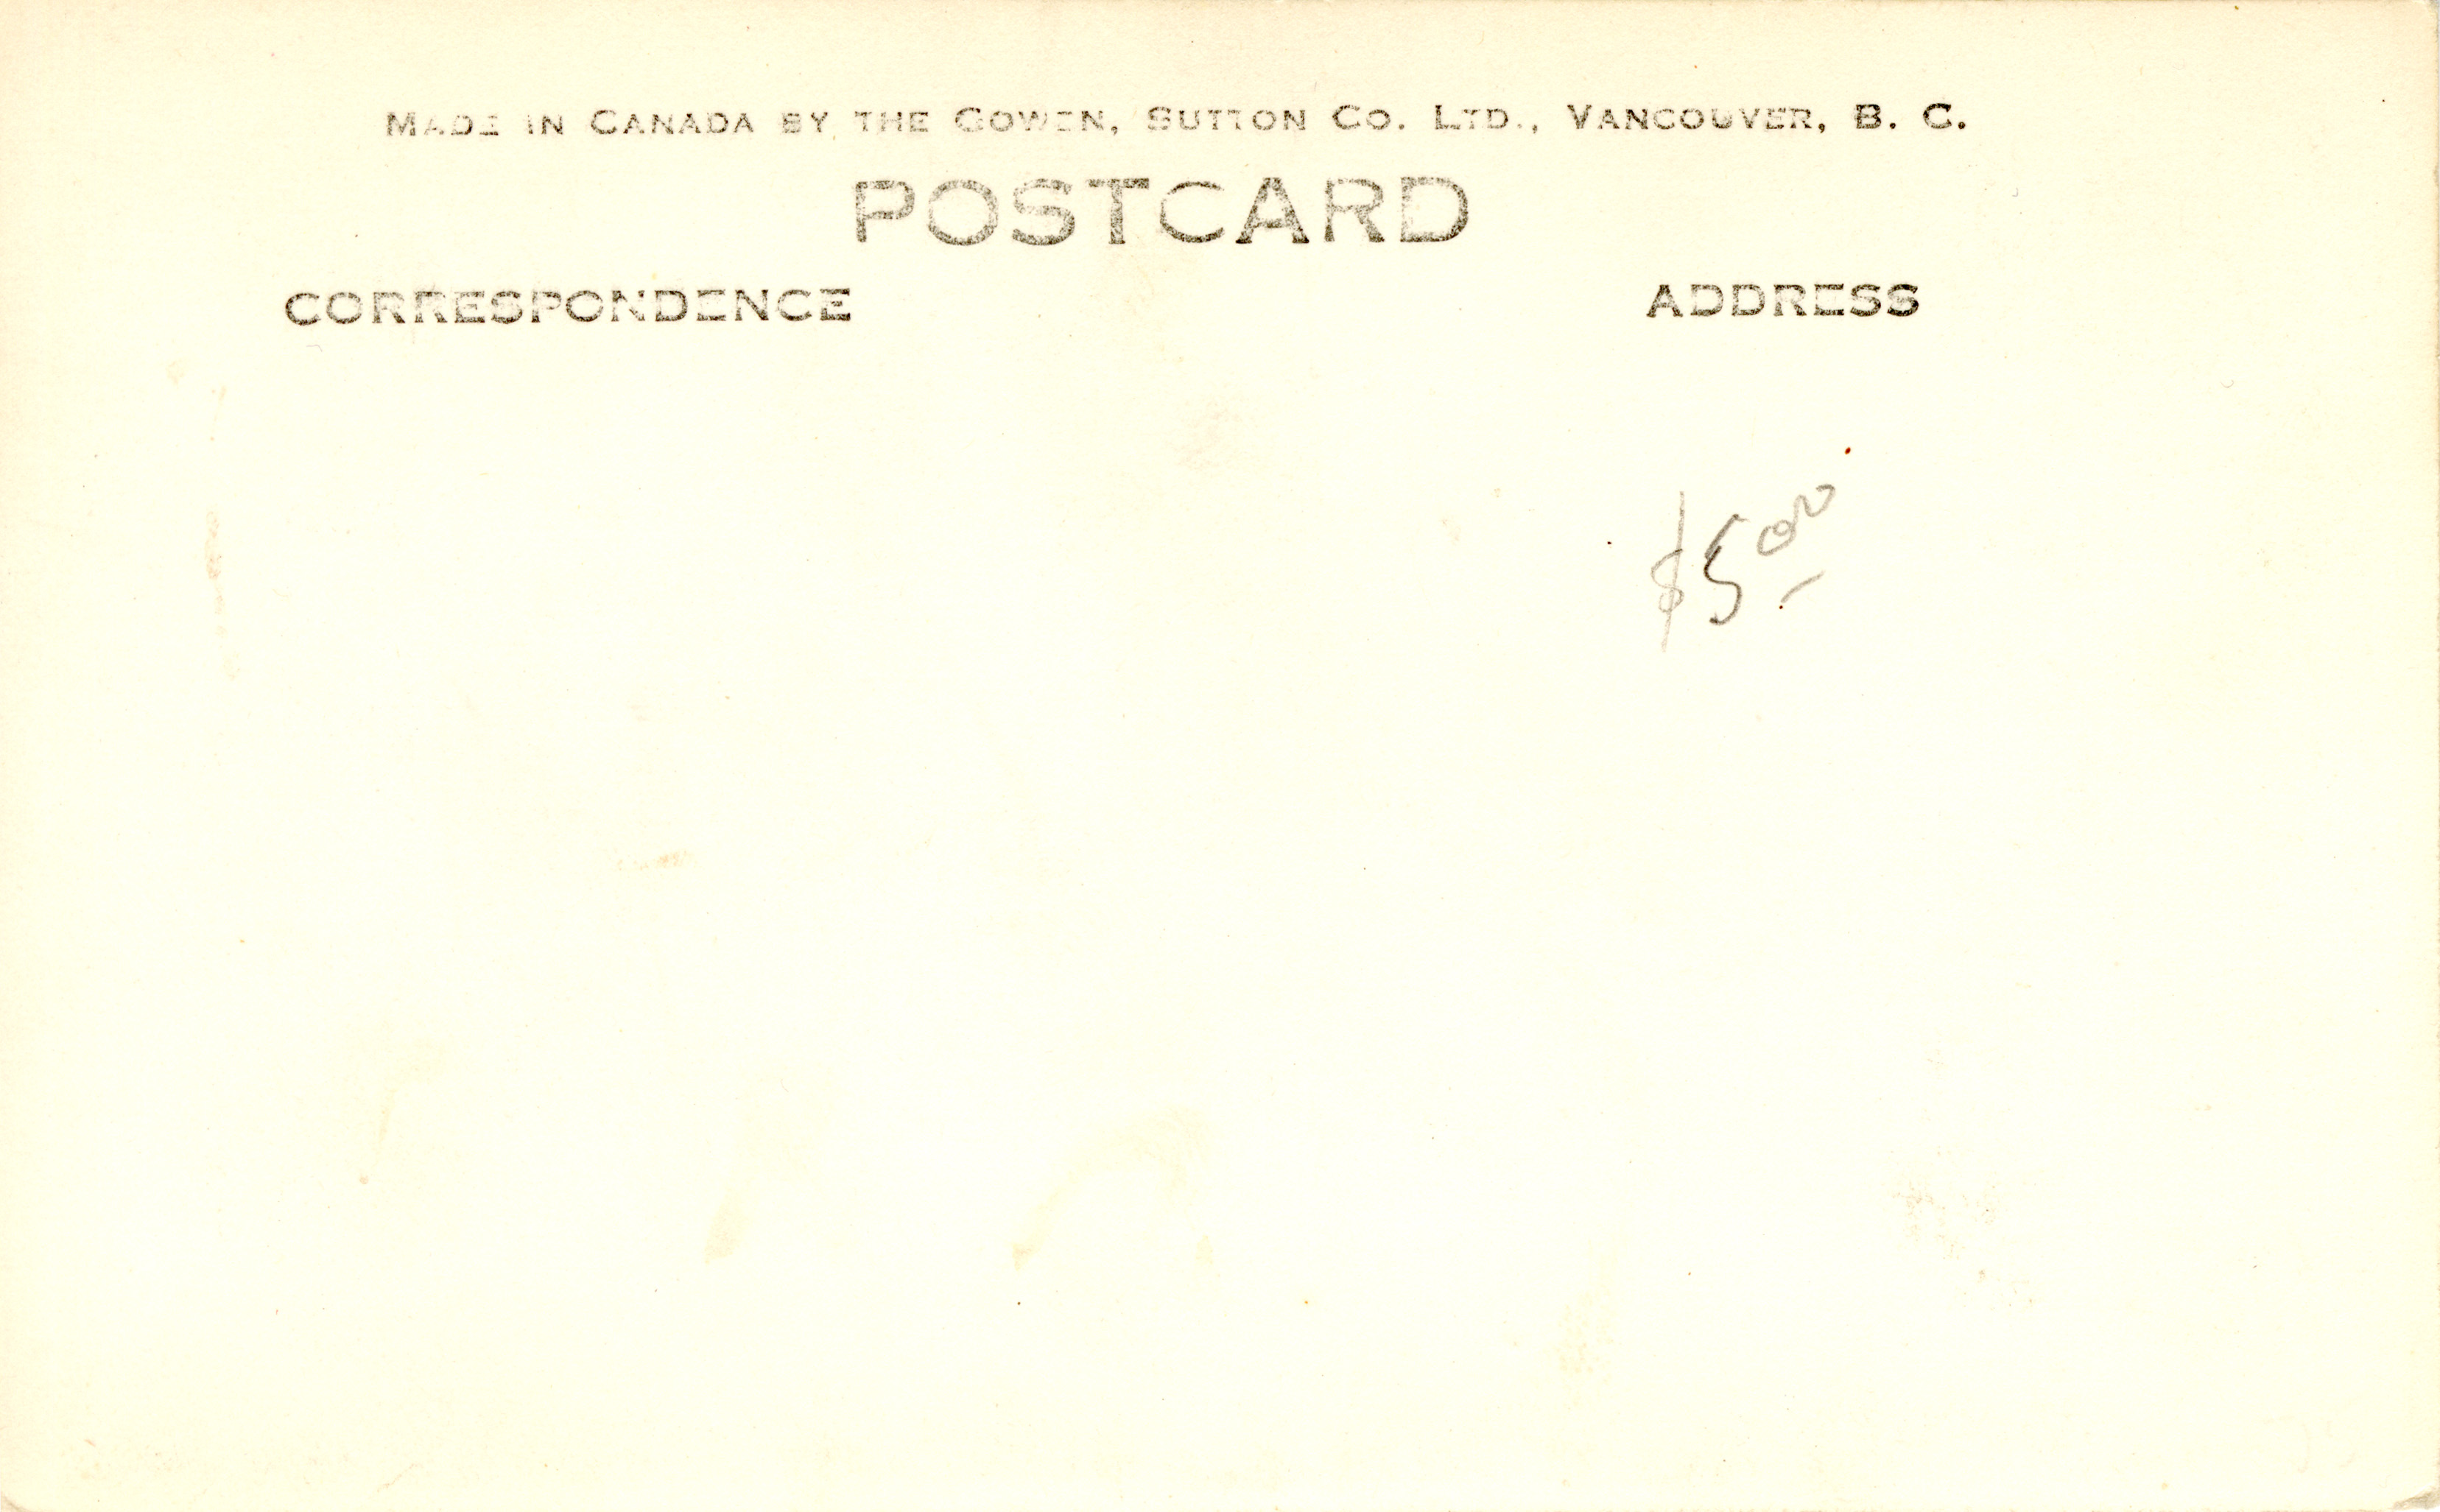 MADE IN CANADA BY THE GOWEN, SUTTON CO. LTD., VANCOUVER, B. C.
POSTCARD
CORRESPONDENCE ADDRESS
$5.00